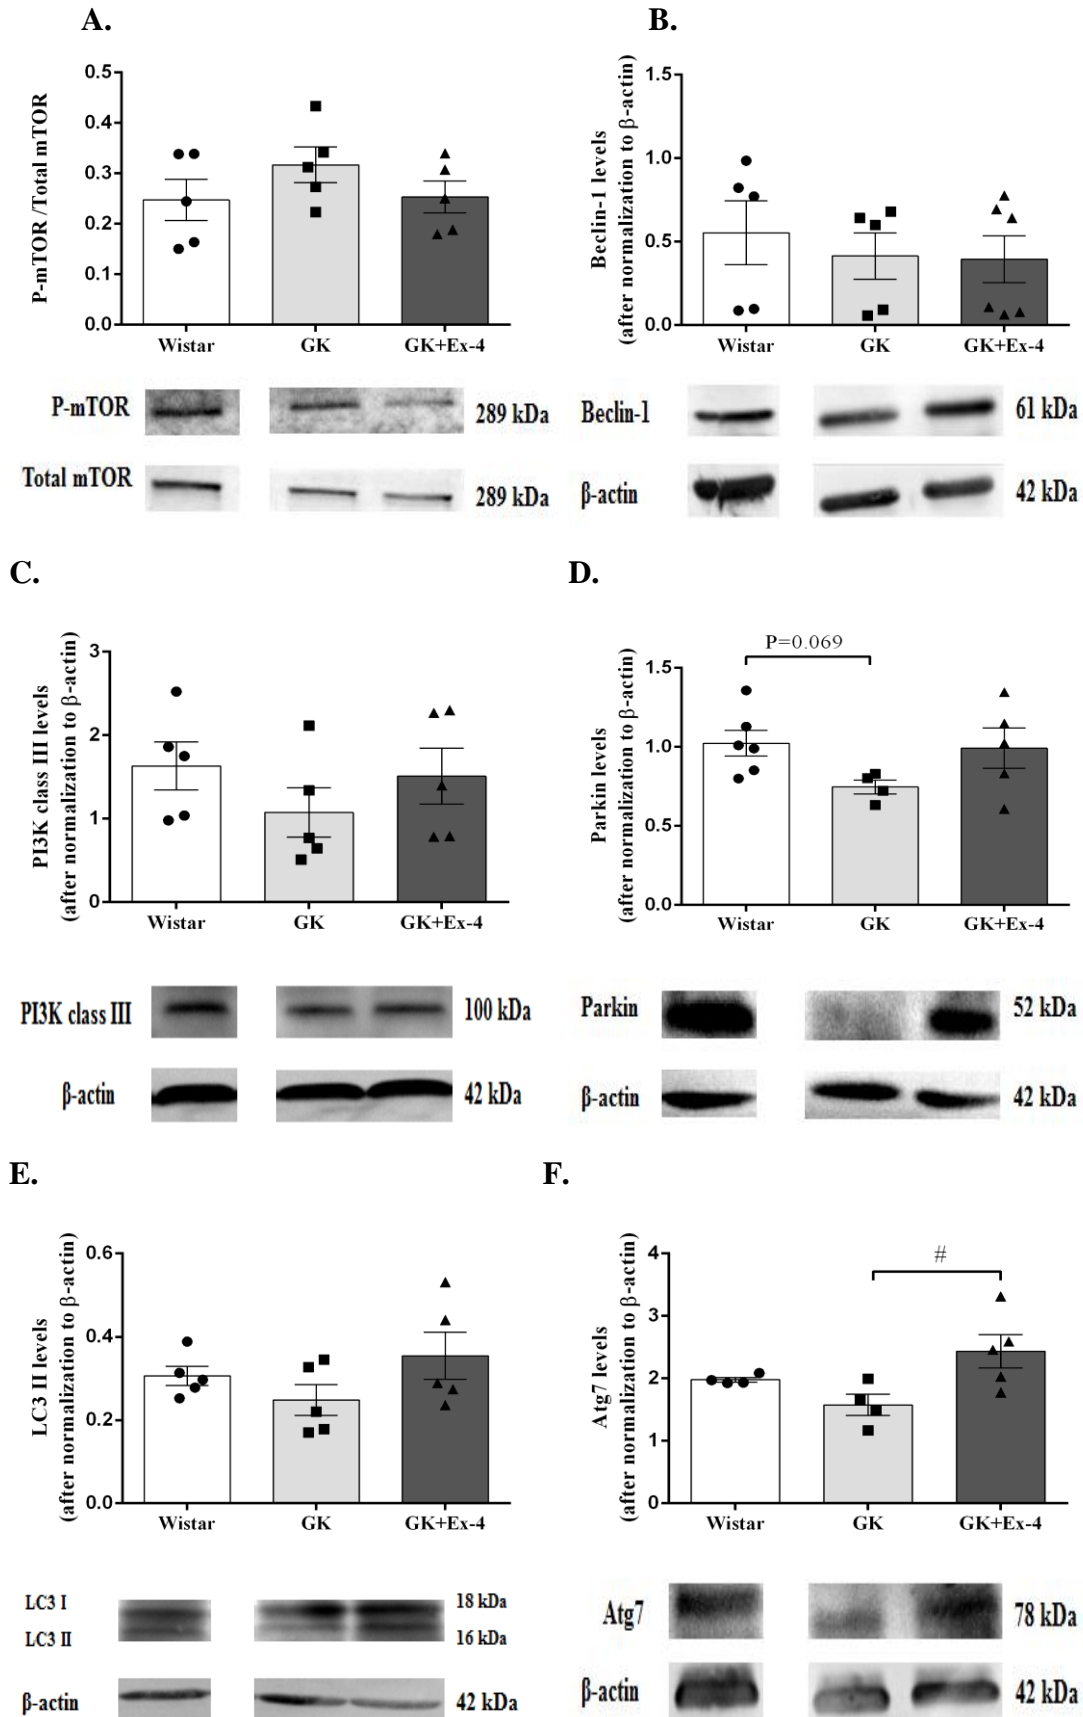 A.
P-mTOR /Total mTOR
0.5
0.4
0.3
0.2
0.1
0.0
Wistar GK GK+Ex-4
P-mTOR 289 kDa
Total mTOR 289 kDa
B.
Beclin-1 levels
(after normalization to β-actin)
1.5
1.0
0.5
0.0
Wistar GK GK+Ex-4
Beclin-1 61 kDa
β-actin 42 kDa
C.
PI3K class III levels
(after normalization to β-actin)
3
2
1
0
Wistar GK GK+Ex-4
PI3K class III 100 kDa
β-actin 42 kDa
D.
Parkin levels
(after normalization to β-actin)
P=0.069
1.5
1.0
0.5
0.0
Wistar GK GK+Ex-4
Parkin 52 kDa
β-actin 42 kDa
E.
LC3 II levels
(after normalization to β-actin)
0.6
0.4
0.2
0.0
Wistar GK GK+Ex-4
LC3 I 18 kDa
LC3 II 16 kDa
β-actin 42 kDa
F.
Atg7 levels
(after normalization to β-actin)
#
4
3
2
1
0
Wistar GK GK+Ex-4
Atg7 78 kDa
β-actin 42 kDa